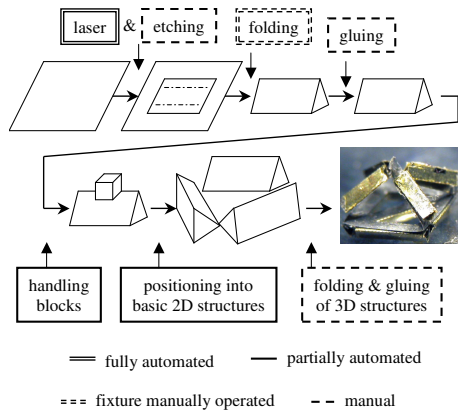 laser & etching folding gluing
handling
blocks
positioning into
basic 2D structures
folding & gluing
of 3D structures
fully automated partially automated
fixture manually operated manual